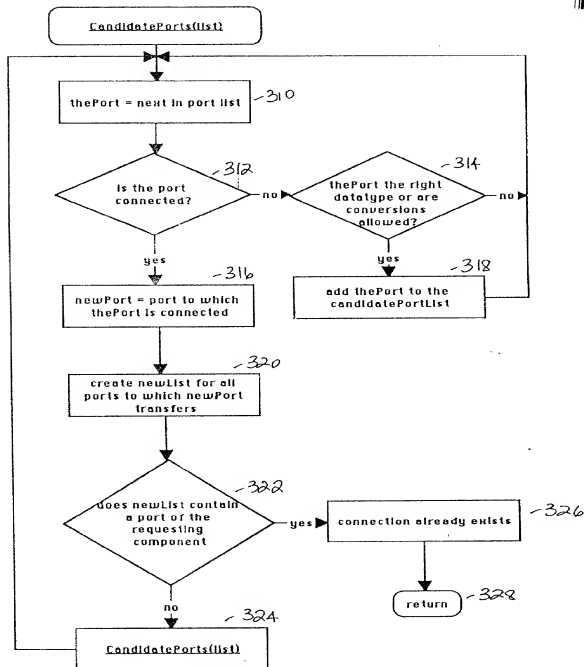 CandidatePorts(list)
thePort = next in port list
310
is the port
connected?
312
no
thePort the right
datatype or are
conversions
allowed?
314
no
yes
yes
newPort = port to which
thePort is connected
316
add thePort to the
candidatePortList
318
create newList for all
ports to which newPort
transfers
320
does newList contain
a port of the
requesting
component
322
yes
connection already exists
326
no
return
328
324
CandidatePorts(list)